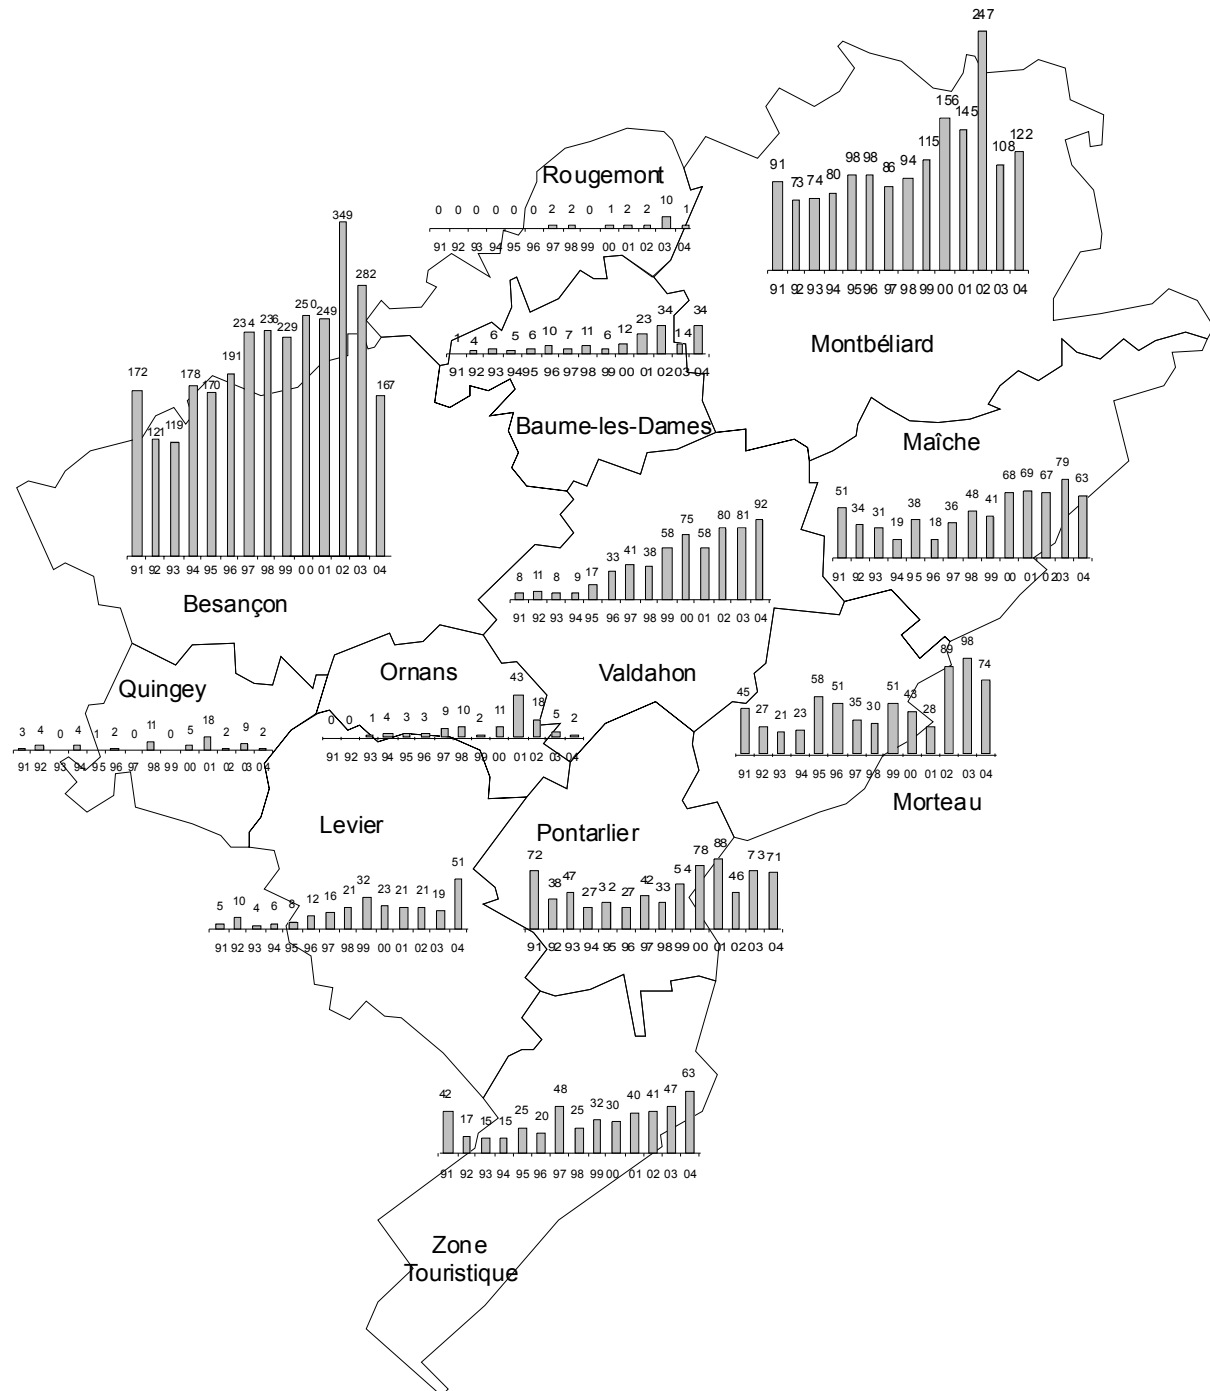 247
156
145
122
115
108
98 98
94
91
86
80
74
73
91 92 93 94 95 96 97 98 99 00 01 02 03 04
Montbéliard
Rougemont
0 0 0 0 0 0 2 2 0 1 2 2 10 1
91 92 93 94 95 96 97 98 99 00 01 02 03 04
349
282
250
249
234
236
229
191
178
172
170
167
121
119
91 92 93 94 95 96 97 98 99 00 01 02 03 04
Besançon
1 4 6 5 6 10 7 11 6 12 23 34 14 34
91 92 93 94 95 96 97 98 99 00 01 02 03 04
Baume-les-Dames
Maîche
51 34 31 19 38 18 36 48 41 68 69 67 79 63
91 92 93 94 95 96 97 98 99 00 01 02 03 04
8 11 8 9 17 33 41 38 58 75 58 80 81 92
91 92 93 94 95 96 97 98 99 00 01 02 03 04
Valdahon
Ornans
0 0 1 4 3 3 9 10 2 11 43 18 5 2
91 92 93 94 95 96 97 98 99 00 01 02 03 04
Quingey
3 4 0 4 1 2 0 11 0 5 18 2 9 2
91 92 93 94 95 96 97 98 99 00 01 02 03 04
45 27 21 23 58 51 35 30 51 43 28 89 98 74
91 92 93 94 95 96 97 98 99 00 01 02 03 04
Morteau
Levier
5 10 4 6 8 12 16 21 32 23 21 21 19 51
91 92 93 94 95 96 97 98 99 00 01 02 03 04
Pontarlier
72 38 47 27 32 27 42 33 54 78 88 46 73 71
91 92 93 94 95 96 97 98 99 00 01 02 03 04
42 17 15 15 25 20 48 25 32 30 40 41 47 63
91 92 93 94 95 96 97 98 99 00 01 02 03 04
Zone
Touristique